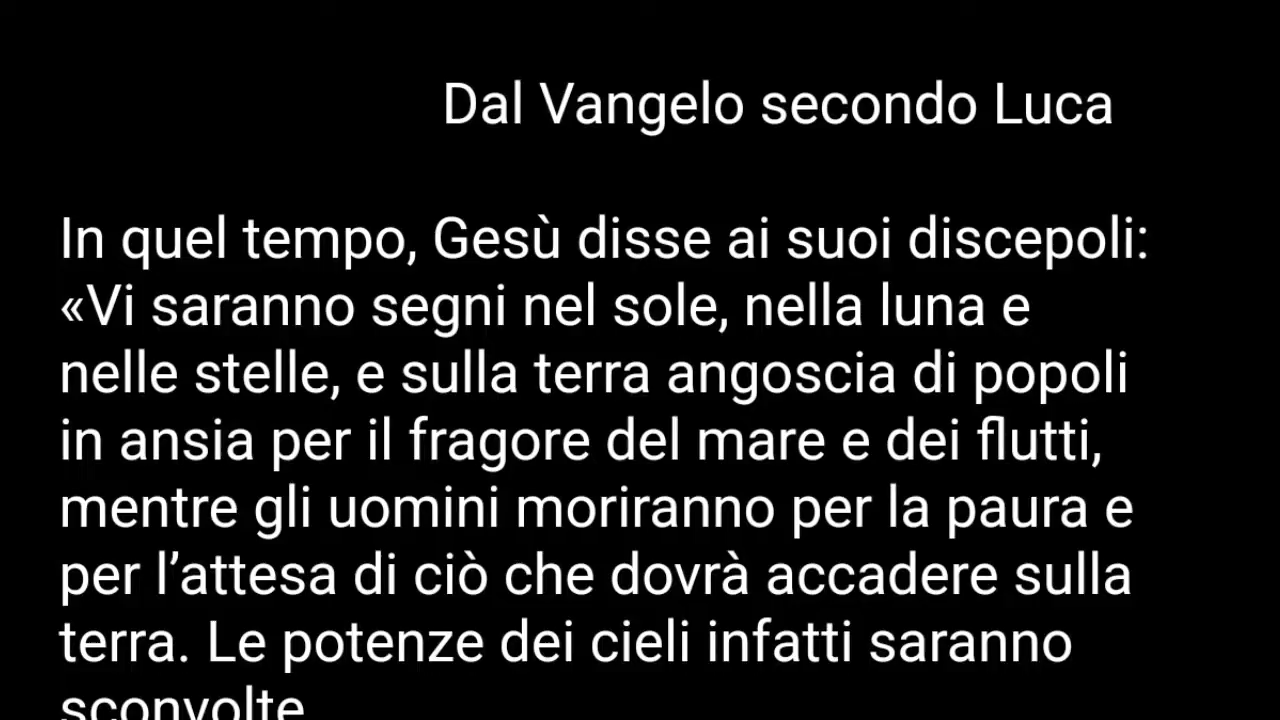 Dal Vangelo secondo Luca
In quel tempo, Gesù disse ai suoi discepoli:
«Vi saranno segni nel sole, nella luna e
nelle stelle, e sulla terra angoscia di popoli
in ansia per il fragore del mare e dei flutti,
mentre gli uomini moriranno per la paura e
per l’attesa di ciò che dovrà accadere sulla
terra. Le potenze dei cieli infatti saranno
sconvolte